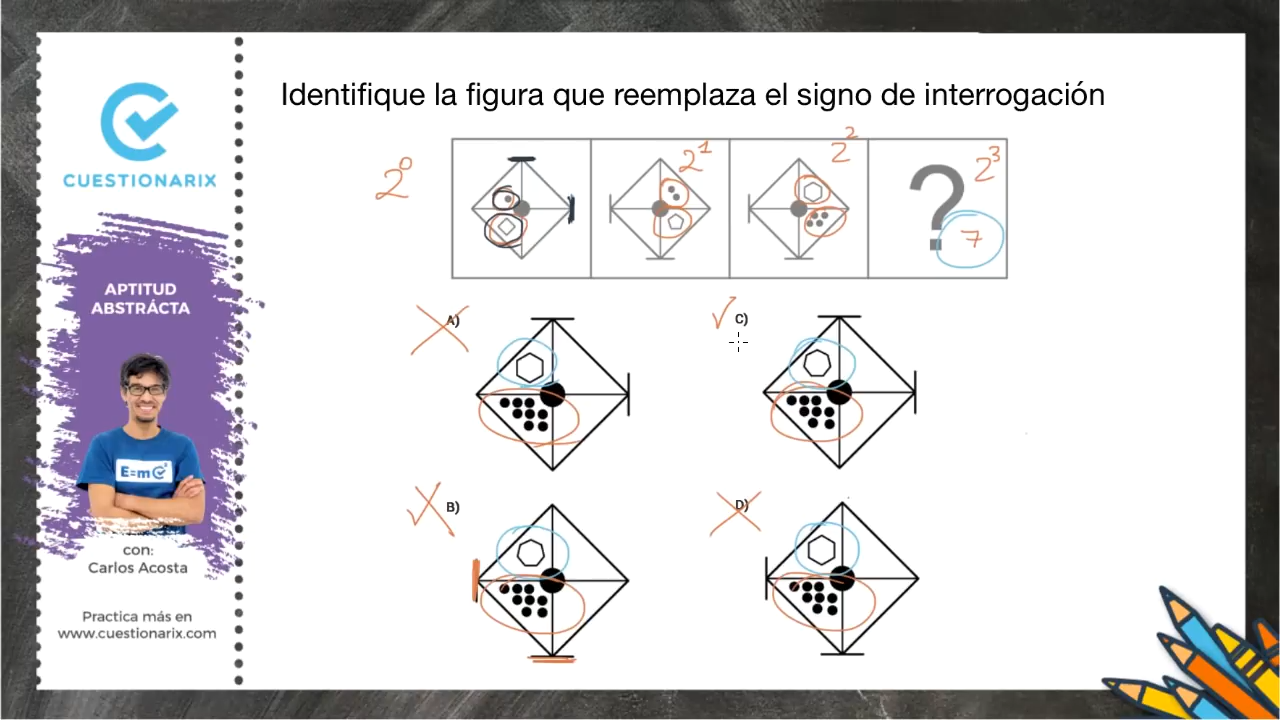 Identifique la figura que reemplaza el signo de interrogación
CUESTIONARIX
APTITUD
ABSTRÁCTA
E=m 2
con:
Carlos Acosta
Practica más en
www.cuestionarix.com
2⁰
2¹
2²
?
2³
7
A)
C)
B)
D)